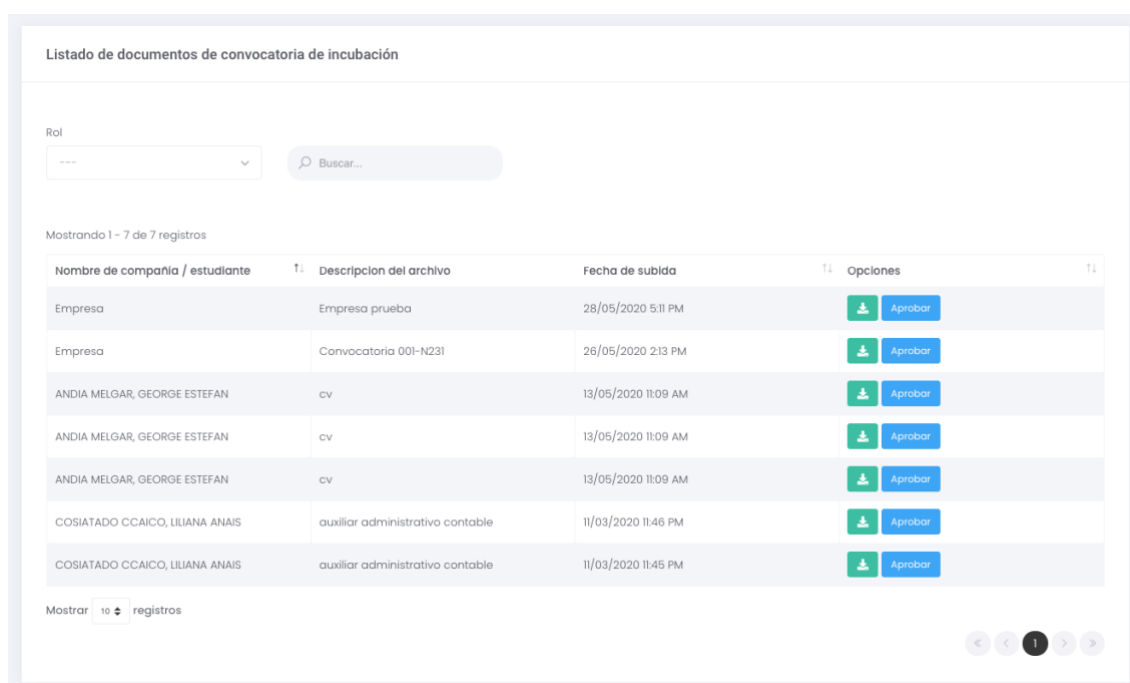 Listado de documentos de convocatoria de incubación
Rol
---
Buscar...
Mostrando 1 - 7 de 7 registros
Nombre de compañía / estudiante Descripcion del archivo Fecha de subida Opciones
Empresa Empresa prueba 28/05/2020 5:11 PM Aprobar
Empresa Convocatoria 001-N231 26/05/2020 2:13 PM Aprobar
ANDIA MELGAR, GEORGE ESTEFAN cv 13/05/2020 11:09 AM Aprobar
ANDIA MELGAR, GEORGE ESTEFAN cv 13/05/2020 11:09 AM Aprobar
ANDIA MELGAR, GEORGE ESTEFAN cv 13/05/2020 11:09 AM Aprobar
COSIATADO CCAICO, LILIANA ANAIS auxiliar administrativo contable 11/03/2020 11:46 PM Aprobar
COSIATADO CCAICO, LILIANA ANAIS auxiliar administrativo contable 11/03/2020 11:45 PM Aprobar
Mostrar 10 registros
« ‹ 1 › »